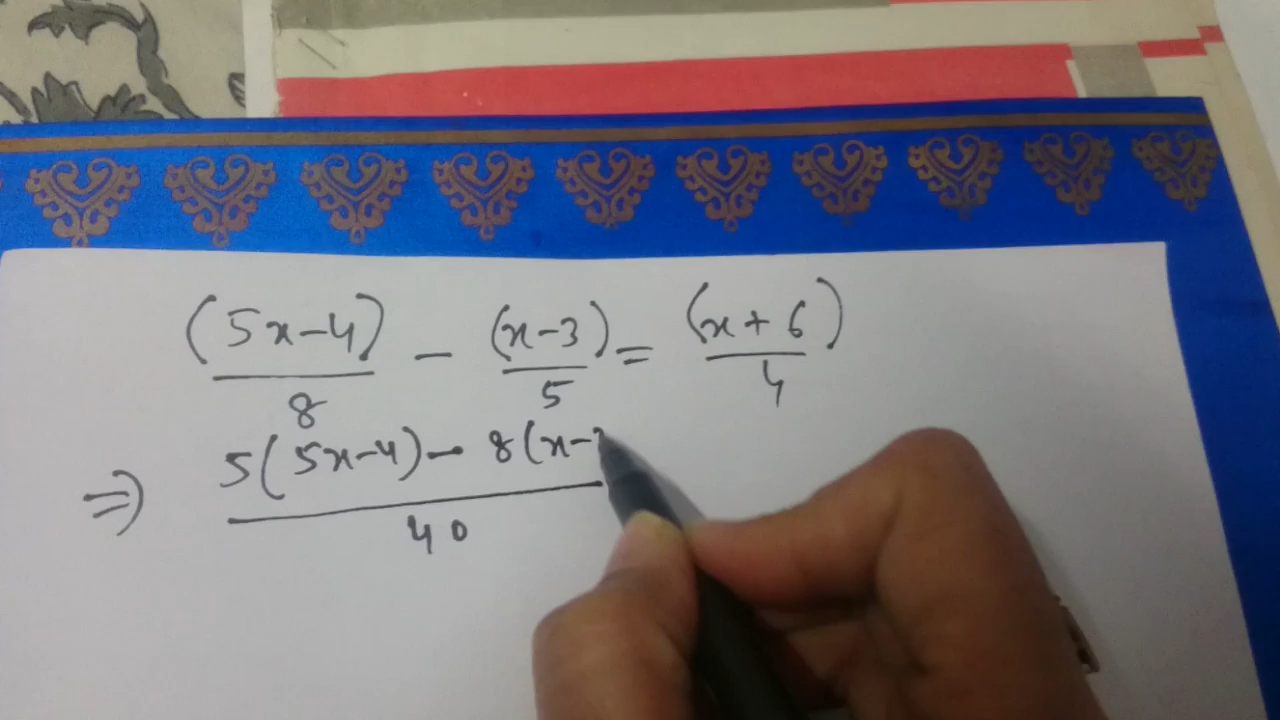 (5x-4)/8 - (x-3)/5 = (x+6)/4
⇒ 5(5x-4) - 8(x-
40